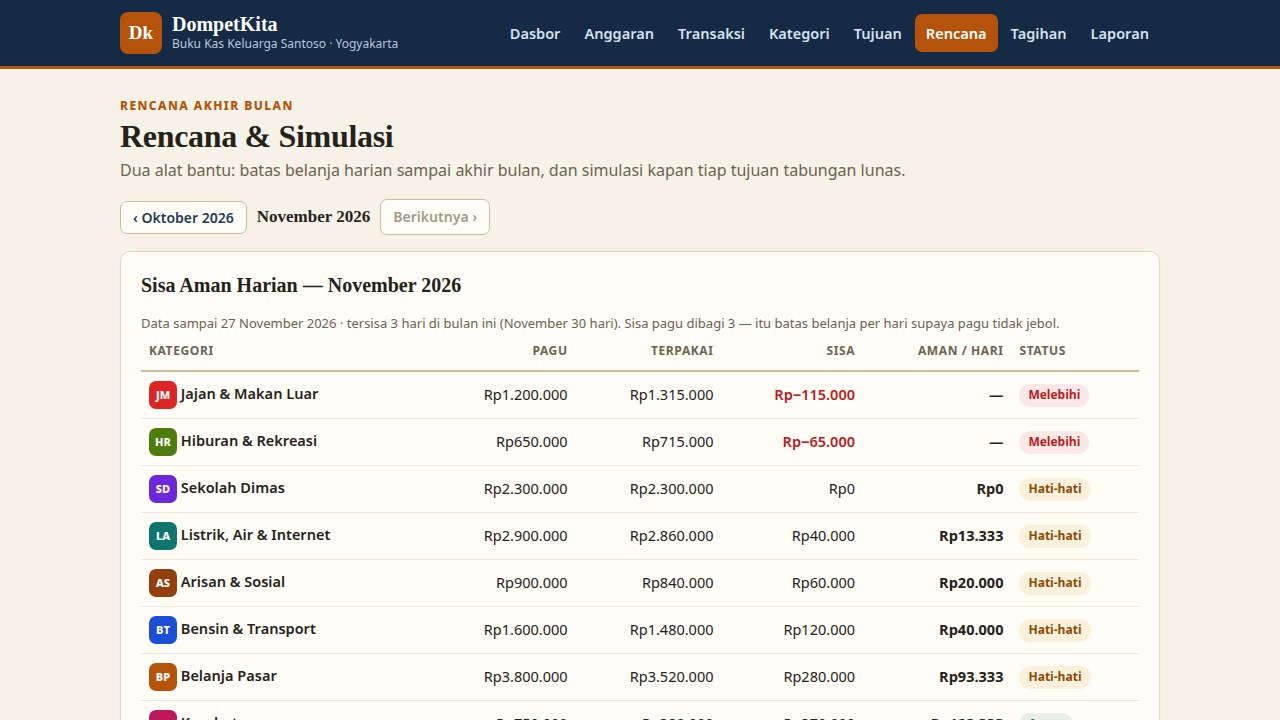 Dk
DompetKita
Buku Kas Keluarga Santoso · Yogyakarta
Dasbor Anggaran Transaksi Kategori Tujuan Rencana Tagihan Laporan
RENCANA AKHIR BULAN
Rencana & Simulasi
Dua alat bantu: batas belanja harian sampai akhir bulan, dan simulasi kapan tiap tujuan tabungan lunas.
‹ Oktober 2026 November 2026 Berikutnya ›
Sisa Aman Harian — November 2026
Data sampai 27 November 2026 · tersisa 3 hari di bulan ini (November 30 hari). Sisa pagu dibagi 3 — itu batas belanja per hari supaya pagu tidak jebol.
KATEGORI PAGU TERPAKAI SISA AMAN / HARI STATUS
JM Jajan & Makan Luar Rp1.200.000 Rp1.315.000 Rp−115.000 — Melebihi
HR Hiburan & Rekreasi Rp650.000 Rp715.000 Rp−65.000 — Melebihi
SD Sekolah Dimas Rp2.300.000 Rp2.300.000 Rp0 Rp0 Hati-hati
LA Listrik, Air & Internet Rp2.900.000 Rp2.860.000 Rp40.000 Rp13.333 Hati-hati
AS Arisan & Sosial Rp900.000 Rp840.000 Rp60.000 Rp20.000 Hati-hati
BT Bensin & Transport Rp1.600.000 Rp1.480.000 Rp120.000 Rp40.000 Hati-hati
BP Belanja Pasar Rp3.800.000 Rp3.520.000 Rp280.000 Rp93.333 Hati-hati